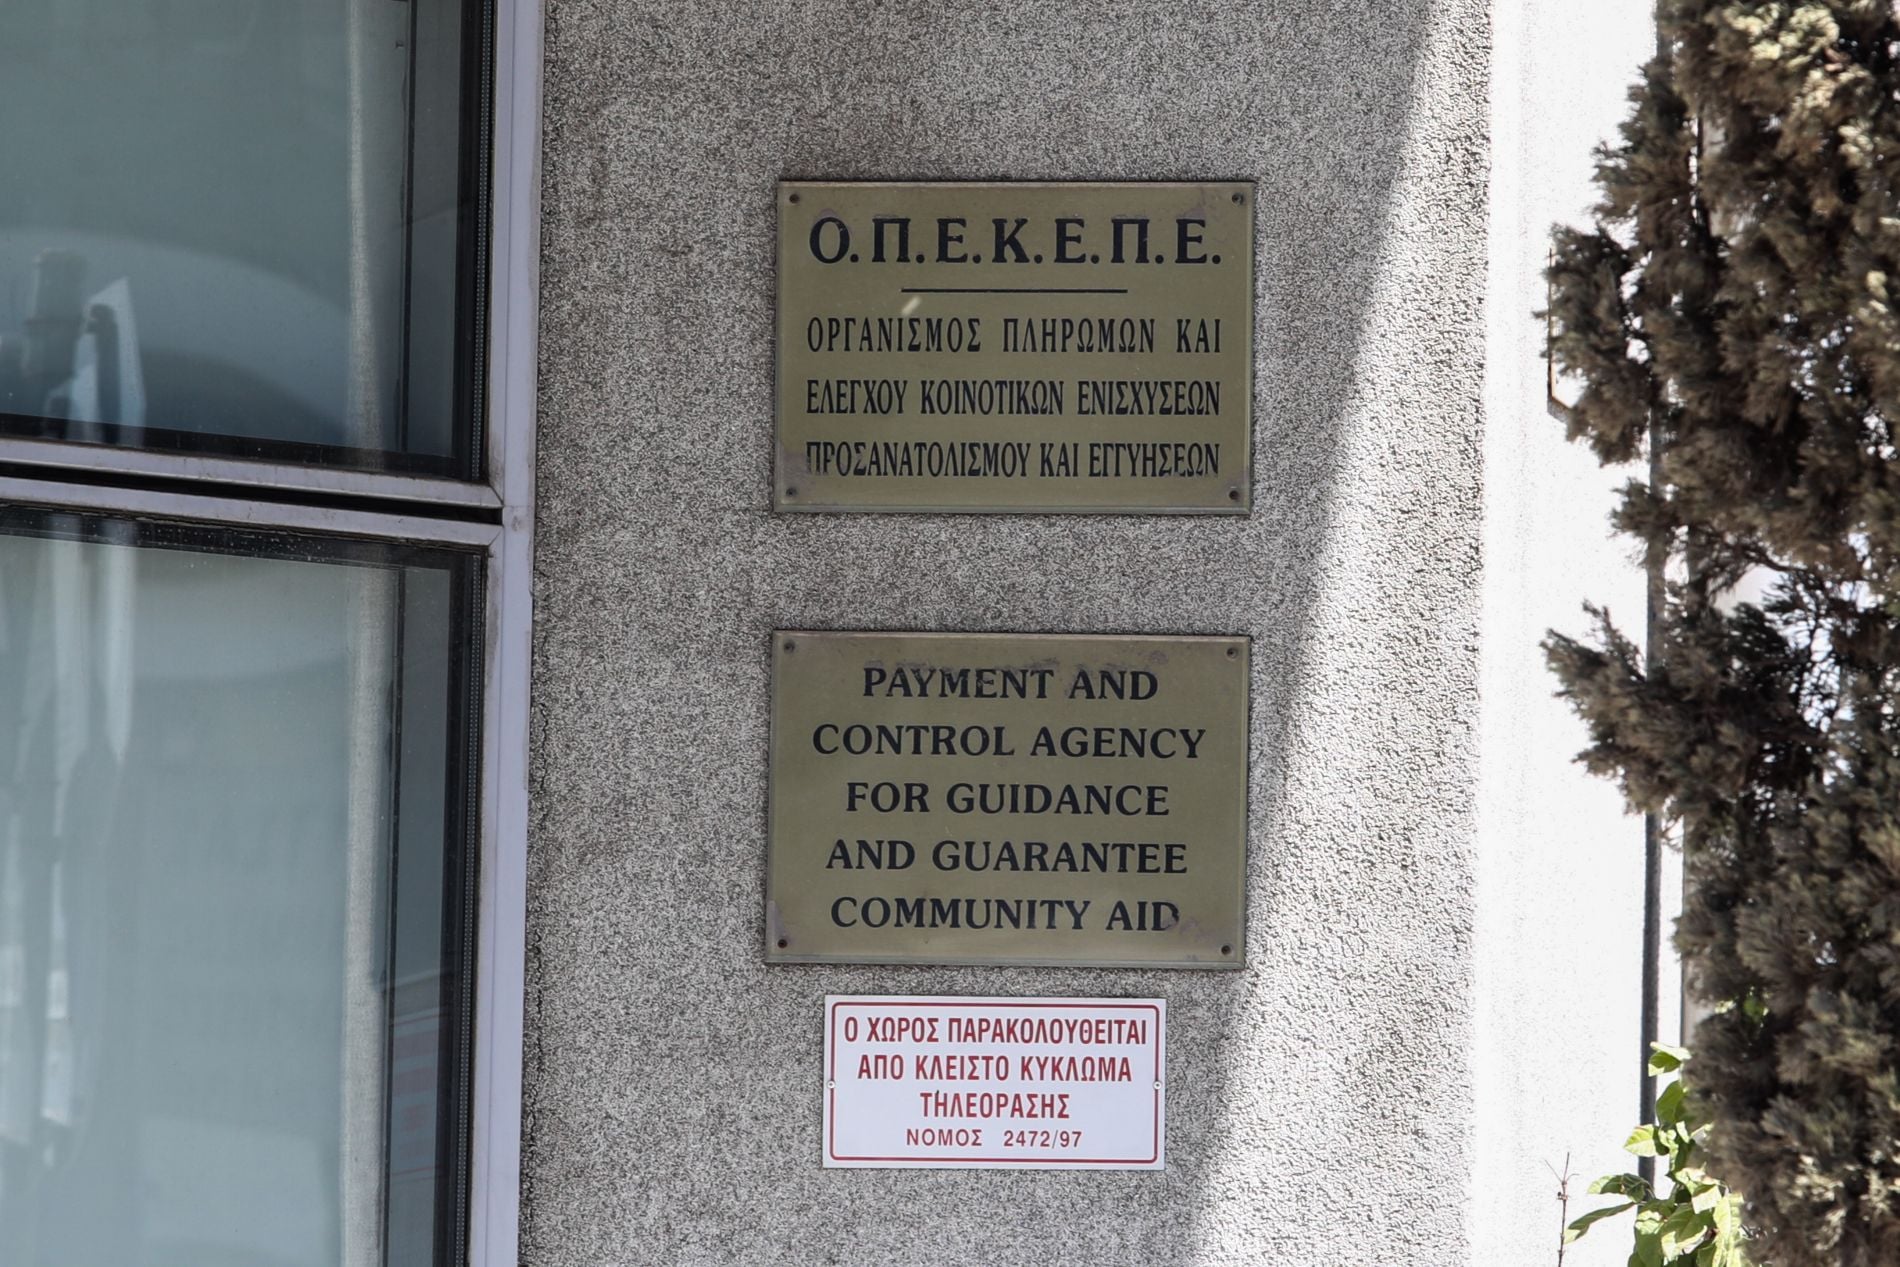 Ο.Π.Ε.Κ.Ε.Π.Ε.
ΟΡΓΑΝΙΣΜΟΣ ΠΛΗΡΩΜΩΝ ΚΑΙ
ΕΛΕΓΧΟΥ ΚΟΙΝΟΤΙΚΩΝ ΕΝΙΣΧΥΣΕΩΝ
ΠΡΟΣΑΝΑΤΟΛΙΣΜΟΥ ΚΑΙ ΕΓΓΥΗΣΕΩΝ
PAYMENT AND
CONTROL AGENCY
FOR GUIDANCE
AND GUARANTEE
COMMUNITY AID
Ο ΧΩΡΟΣ ΠΑΡΑΚΟΛΟΥΘΕΙΤΑΙ
ΑΠΟ ΚΛΕΙΣΤΟ ΚΥΚΛΩΜΑ
ΤΗΛΕΟΡΑΣΗΣ
ΝΟΜΟΣ 2472/97